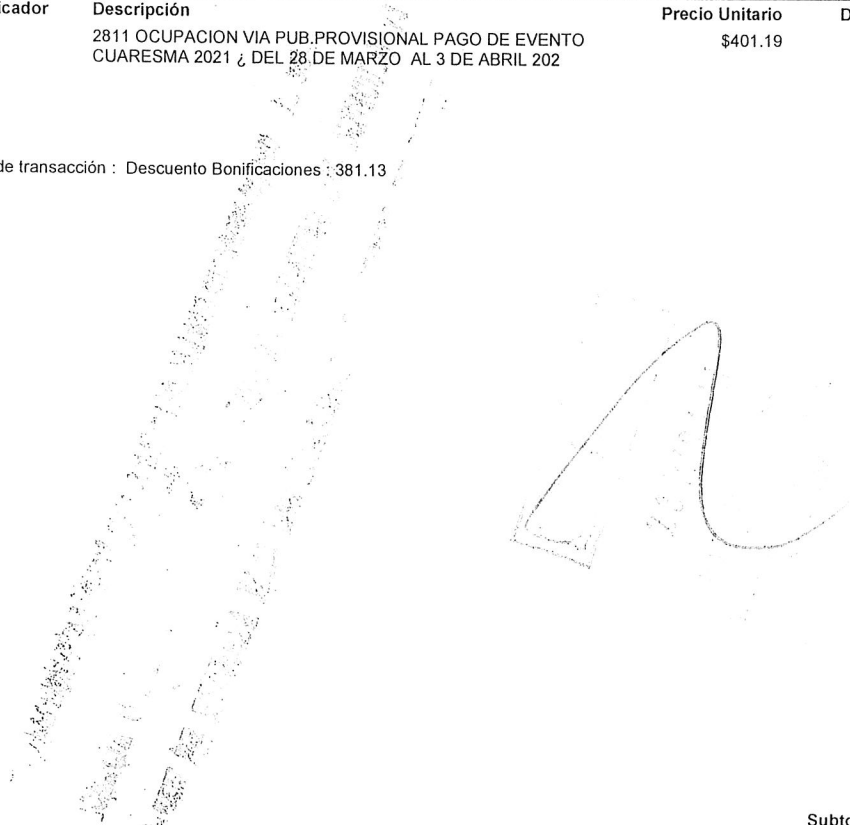 icador Descripción Precio Unitario D
2811 OCUPACION VIA PUB.PROVISIONAL PAGO DE EVENTO $401.19
CUARESMA 2021 ¿ DEL 28 DE MARZO AL 3 DE ABRIL 202
de transacción : Descuento Bonificaciones : 381.13
Subto